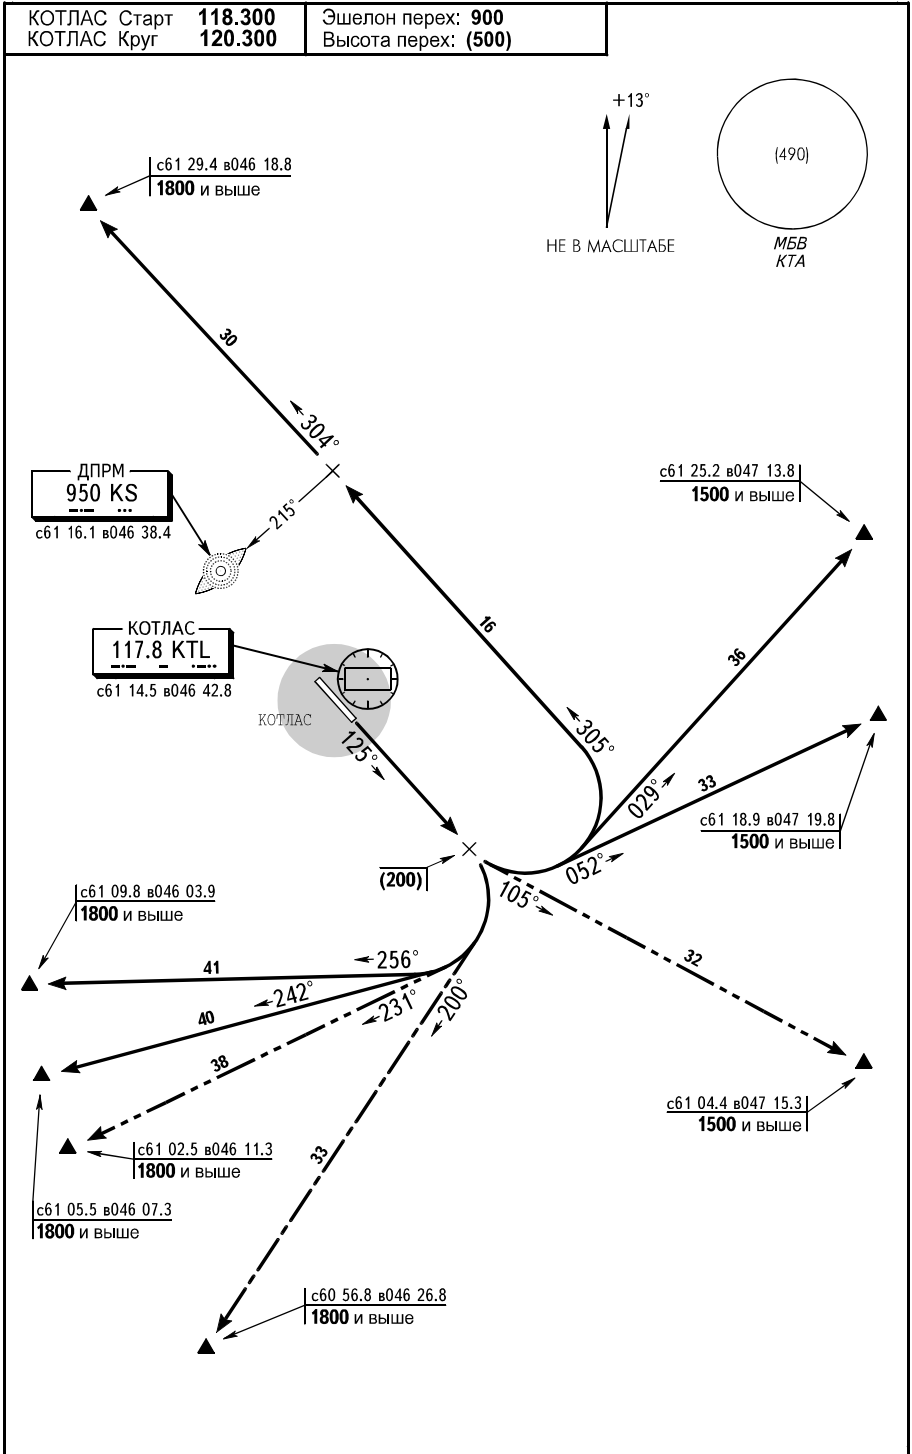 КОТЛАС Старт 118.300
КОТЛАС Круг 120.300
Эшелон перех: 900
Высота перех: (500)
+13°
НЕ В МАСШТАБЕ
(490)
МБВ
КТА
с61 29.4 в046 18.8
1800 и выше
30
304°
ДПРМ
950 KS
с61 16.1 в046 38.4
215°
с61 25.2 в047 13.8
1500 и выше
16
36
КОТЛАС
117.8 KTL
с61 14.5 в046 42.8
КОТЛАС
125°
305°
029°
33
с61 18.9 в047 19.8
1500 и выше
052°
(200)
105°
с61 09.8 в046 03.9
1800 и выше
32
256°
41
242°
231°
200°
40
38
с61 04.4 в047 15.3
1500 и выше
33
с61 02.5 в046 11.3
1800 и выше
с61 05.5 в046 07.3
1800 и выше
с60 56.8 в046 26.8
1800 и выше